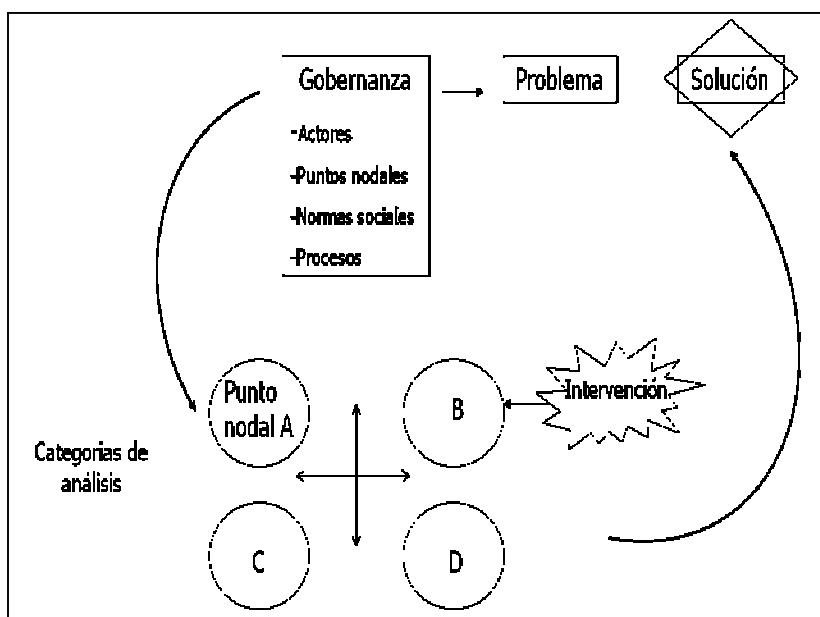 Gobernanza
-Actores
-Puntos nodales
-Normas sociales
-Procesos
Problema
Solución
Punto
nodal A
B
Intervención
Categorias de
análisis
C
D